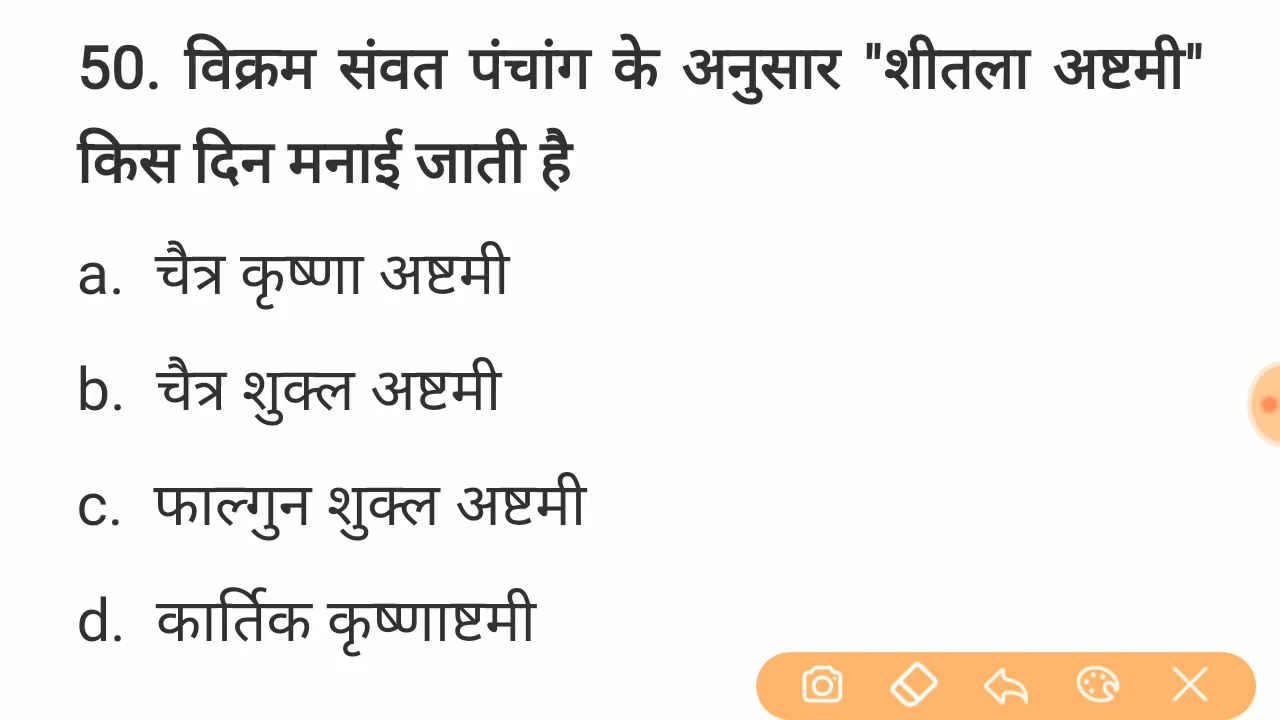 50. विक्रम संवत पंचांग के अनुसार "शीतला अष्टमी"
किस दिन मनाई जाती है
a. चैत्र कृष्णा अष्टमी
b. चैत्र शुक्ल अष्टमी
c. फाल्गुन शुक्ल अष्टमी
d. कार्तिक कृष्णाष्टमी